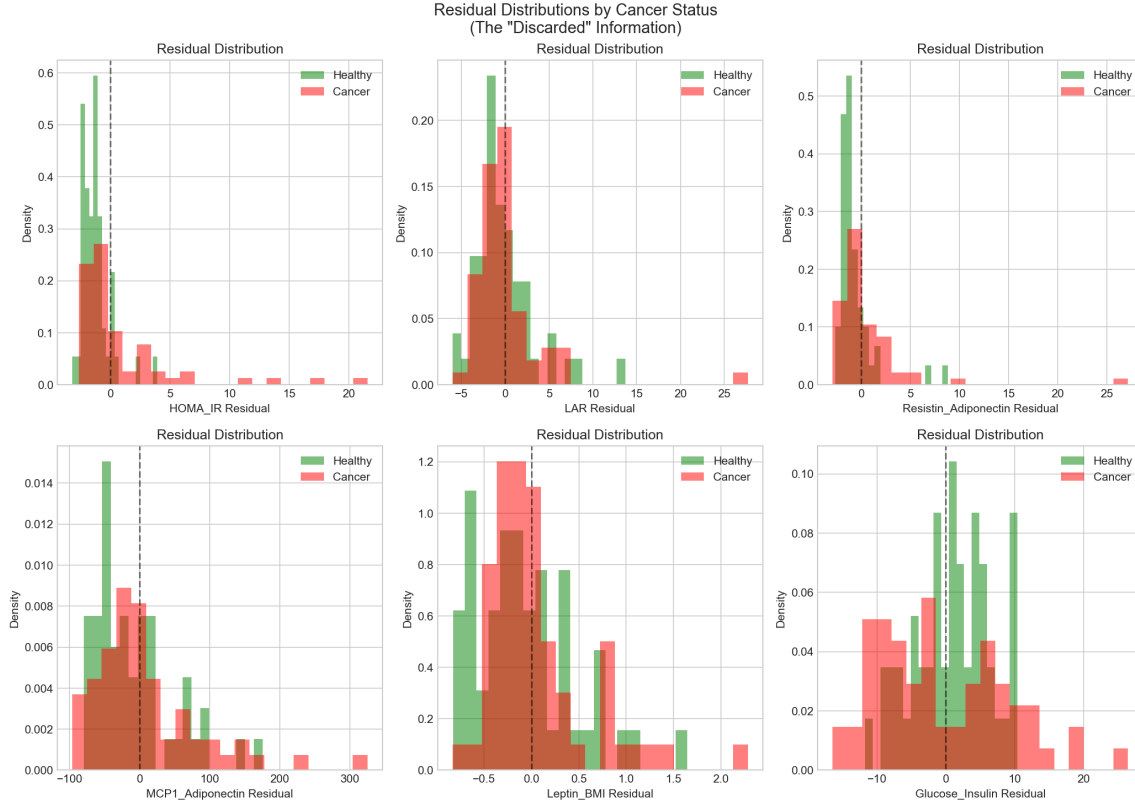 Residual Distributions by Cancer Status
(The "Discarded" Information)
Residual Distribution
Healthy
Cancer
0.6
0.5
0.4
0.3
0.2
0.1
0.0
Density
0
5
10
15
20
HOMA_IR Residual
Residual Distribution
Healthy
Cancer
0.20
0.15
0.10
0.05
0.00
Density
−5
0
5
10
15
20
25
LAR Residual
Residual Distribution
Healthy
Cancer
0.5
0.4
0.3
0.2
0.1
0.0
Density
0
5
10
15
20
25
Resistin_Adiponectin Residual
Residual Distribution
Healthy
Cancer
0.014
0.012
0.010
0.008
0.006
0.004
0.002
0.000
Density
−100
0
100
200
300
MCP1_Adiponectin Residual
Residual Distribution
Healthy
Cancer
1.2
1.0
0.8
0.6
0.4
0.2
0.0
Density
−0.5
0.0
0.5
1.0
1.5
2.0
Leptin_BMI Residual
Residual Distribution
Healthy
Cancer
0.10
0.08
0.06
0.04
0.02
0.00
Density
−10
0
10
20
Glucose_Insulin Residual